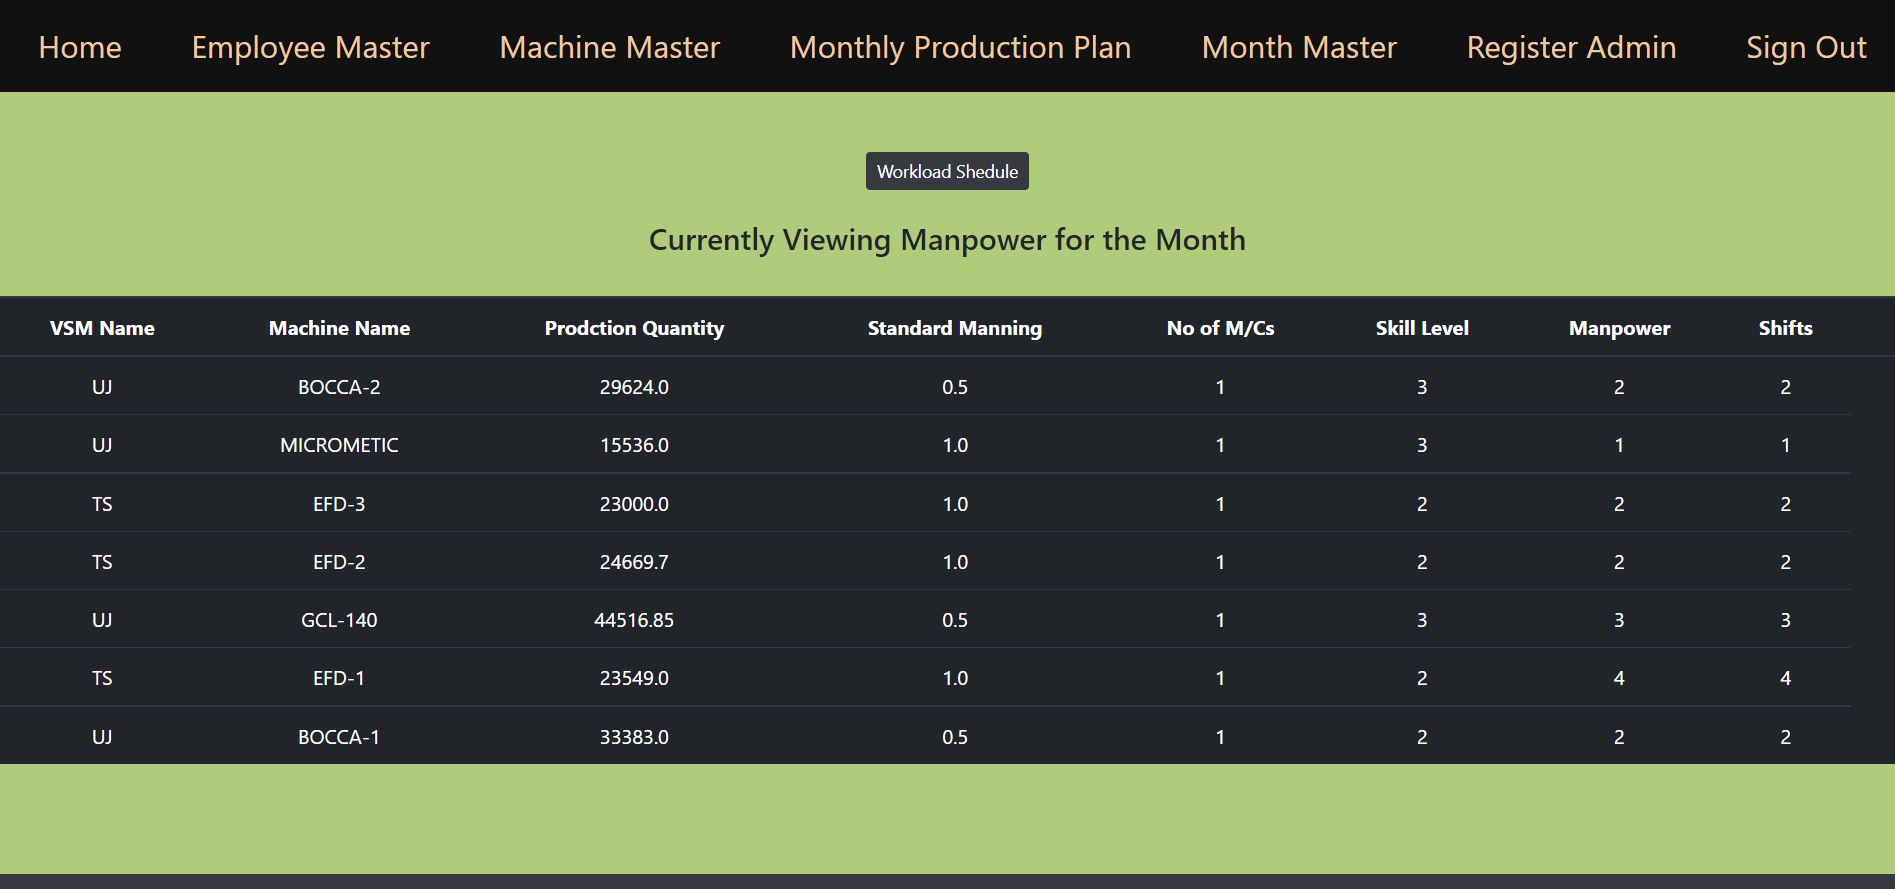 Home Employee Master Machine Master Monthly Production Plan Month Master Register Admin Sign Out
Workload Shedule
Currently Viewing Manpower for the Month
VSM Name Machine Name Prodction Quantity Standard Manning No of M/Cs Skill Level Manpower Shifts
UJ BOCCA-2 29624.0 0.5 1 3 2 2
UJ MICROMETIC 15536.0 1.0 1 3 1 1
TS EFD-3 23000.0 1.0 1 2 2 2
TS EFD-2 24669.7 1.0 1 2 2 2
UJ GCL-140 44516.85 0.5 1 3 3 3
TS EFD-1 23549.0 1.0 1 2 4 4
UJ BOCCA-1 33383.0 0.5 1 2 2 2